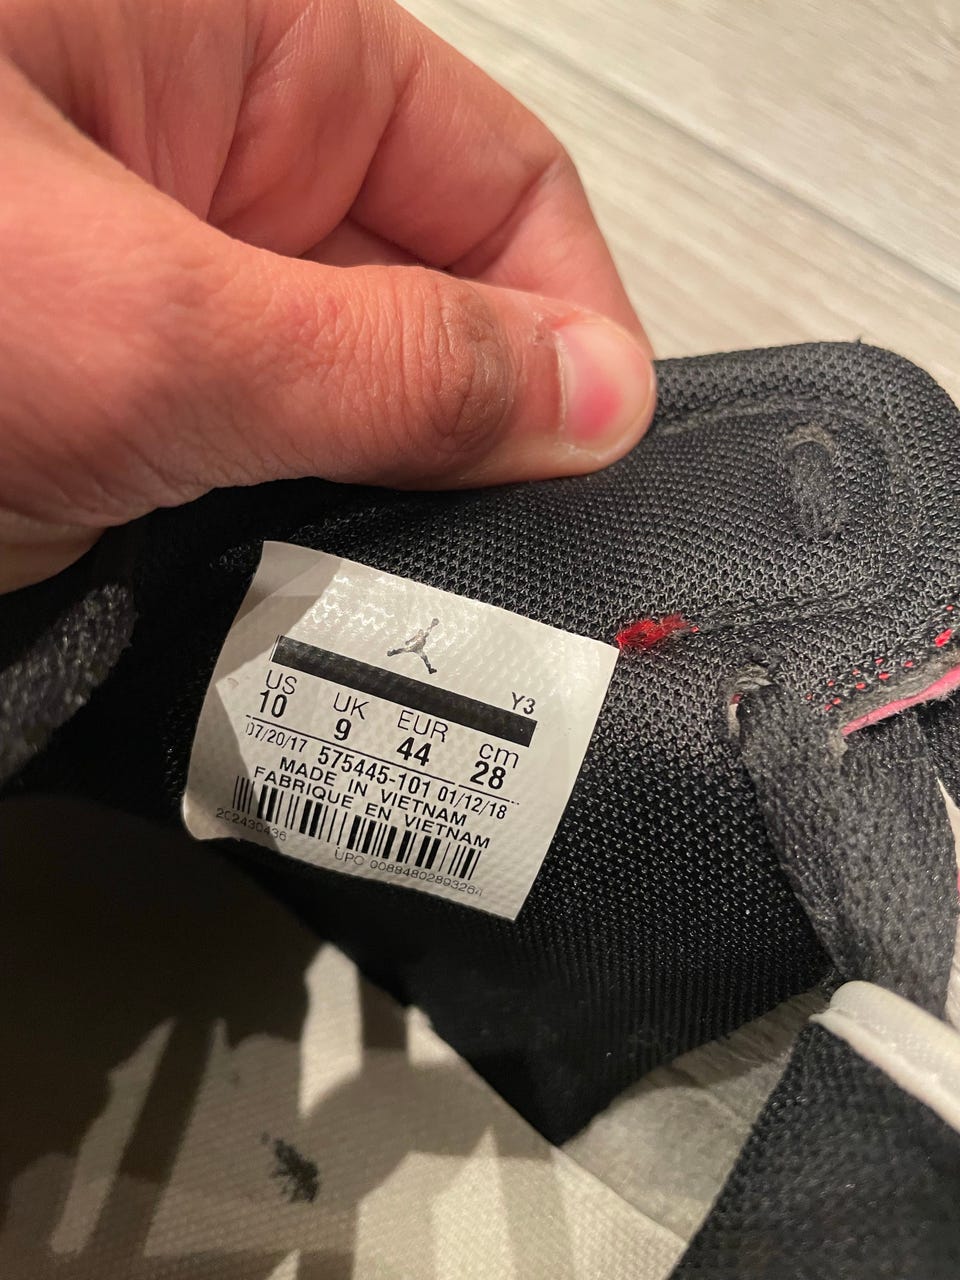 Y3
US UK EUR cm
10 9 44 28
07/20/17 575445-101 01/12/18
MADE IN VIETNAM
FABRIQUE EN VIETNAM
202430436
UPC 00884802893264